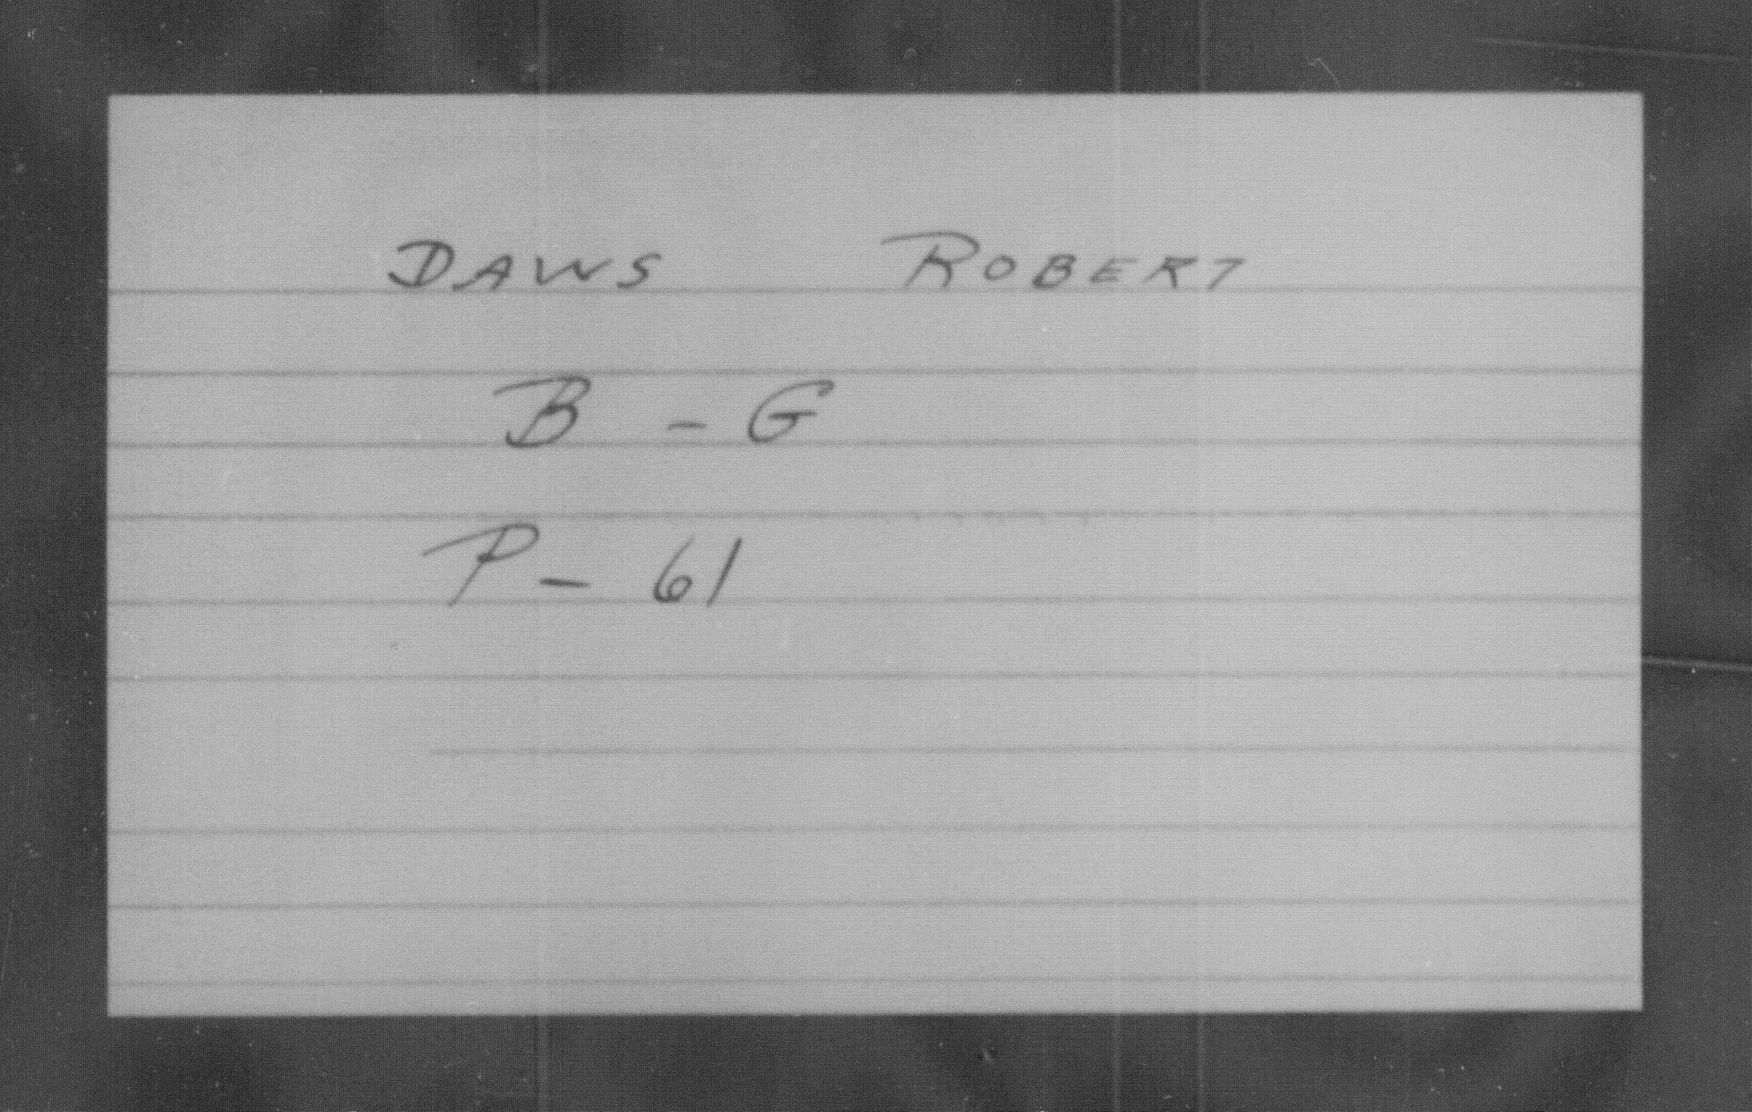 DAWS ROBERT
B - G
P - 61